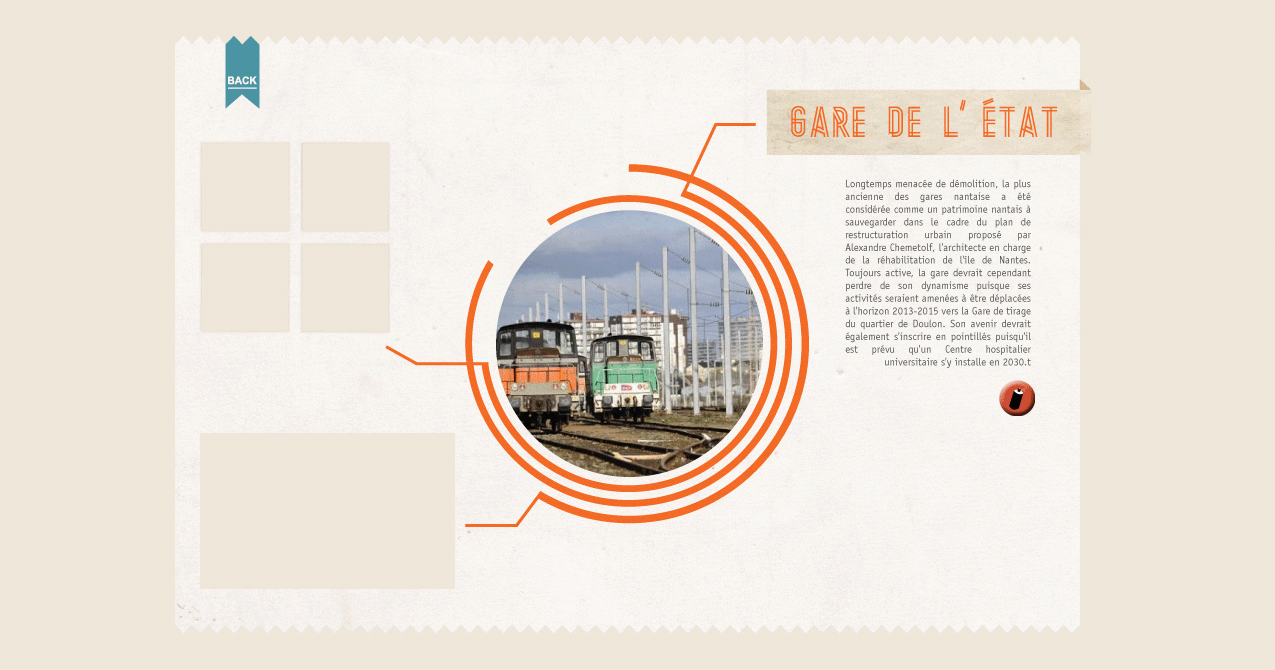 BACK
GARE DE L' ÉTAT
Longtemps menacée de démolition, la plus
ancienne des gares nantaise a été
considérée comme un patrimoine nantais à
sauvegarder dans le cadre du plan de
restructuration urbain proposé par
Alexandre Chemetolf, l'architecte en charge
de la réhabilitation de l'île de Nantes.
Toujours active, la gare devrait cependant
perdre de son dynamisme puisque ses
activités seraient amenées à être déplacées
à l'horizon 2013-2015 vers la Gare de tirage
du quartier de Doulon. Son avenir devrait
également s'inscrire en pointillés puisqu'il
est prévu qu'un Centre hospitalier
universitaire s'y installe en 2030.t